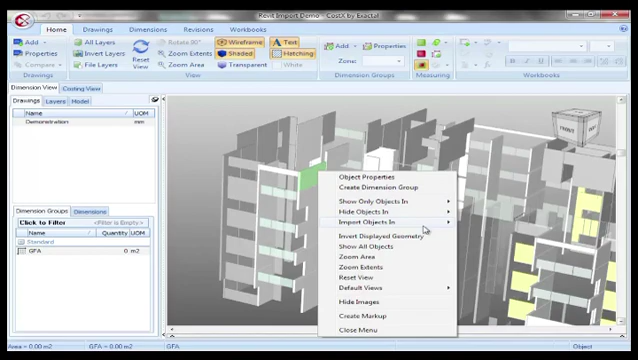 Revit Import Demo - CostX by Exactal
Home Drawings Dimensions Revisions Workbooks
Add All Layers Rotate 90° Wireframe Text Add Properties
Properties Invert Layers Reset View Zoom Extents Shaded Hatching Zone:
Compare File Layers Zoom Area Transparent White
Drawings View Dimension Groups Measuring Workbooks
Dimension View Costing View
Drawings Layers Model
Name UOM
Demonstration mm
FRONT
Dimension Groups Dimensions
Click to Filter <Filter is Empty>
Name Quantity UOM
Standard
GFA 0 m2
Object Properties
Create Dimension Group
Show Only Objects In
Hide Objects In
Import Objects In
Invert Displayed Geometry
Show All Objects
Zoom Area
Zoom Extents
Reset View
Default Views
Hide Images
Create Markup
Close Menu
Area = 0.00 m2 GFA = 0.00 m2 GFA Object